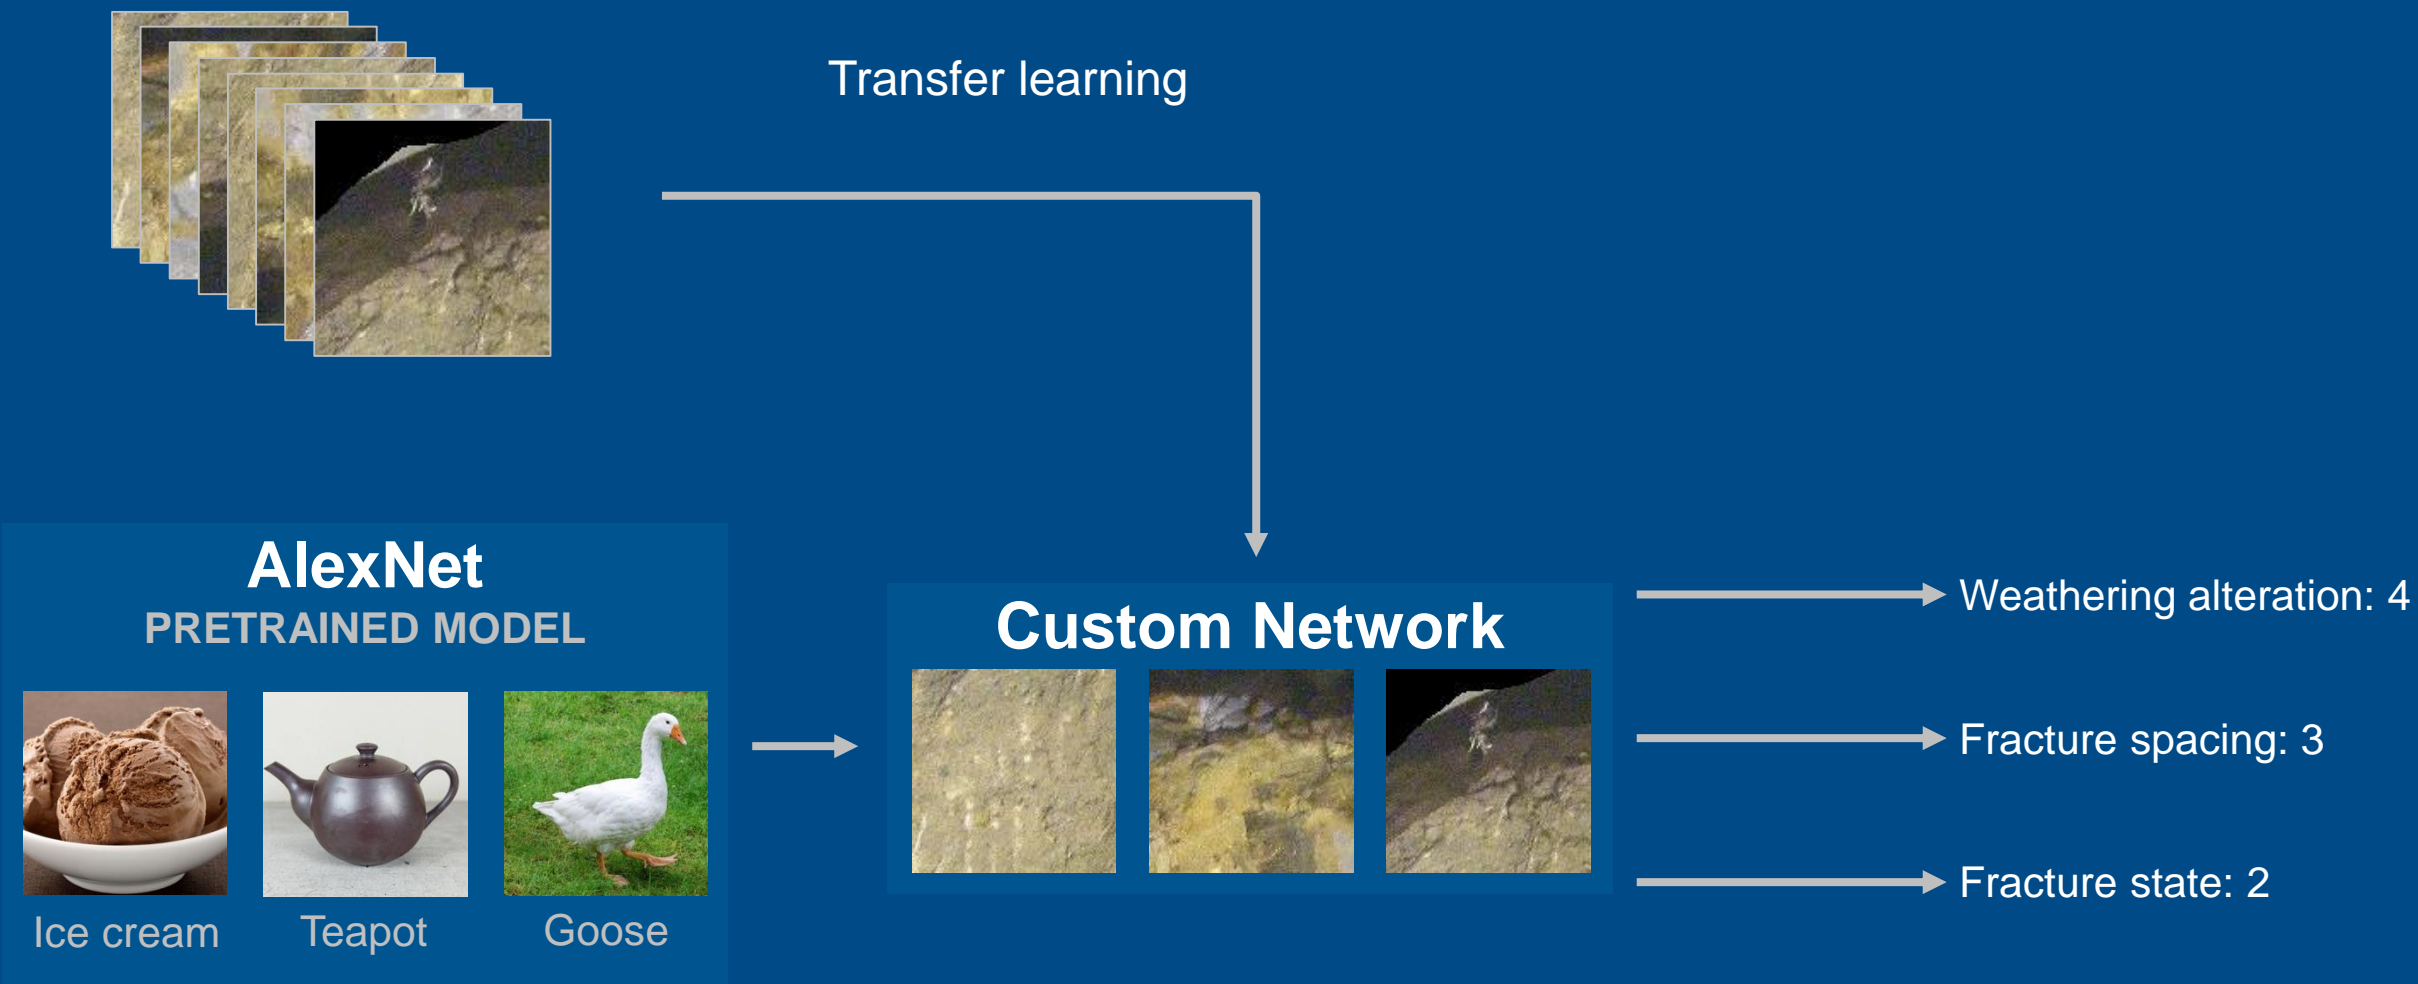 Transfer learning
AlexNet
PRETRAINED MODEL
Ice cream
Teapot
Goose
Custom Network
Weathering alteration: 4
Fracture spacing: 3
Fracture state: 2